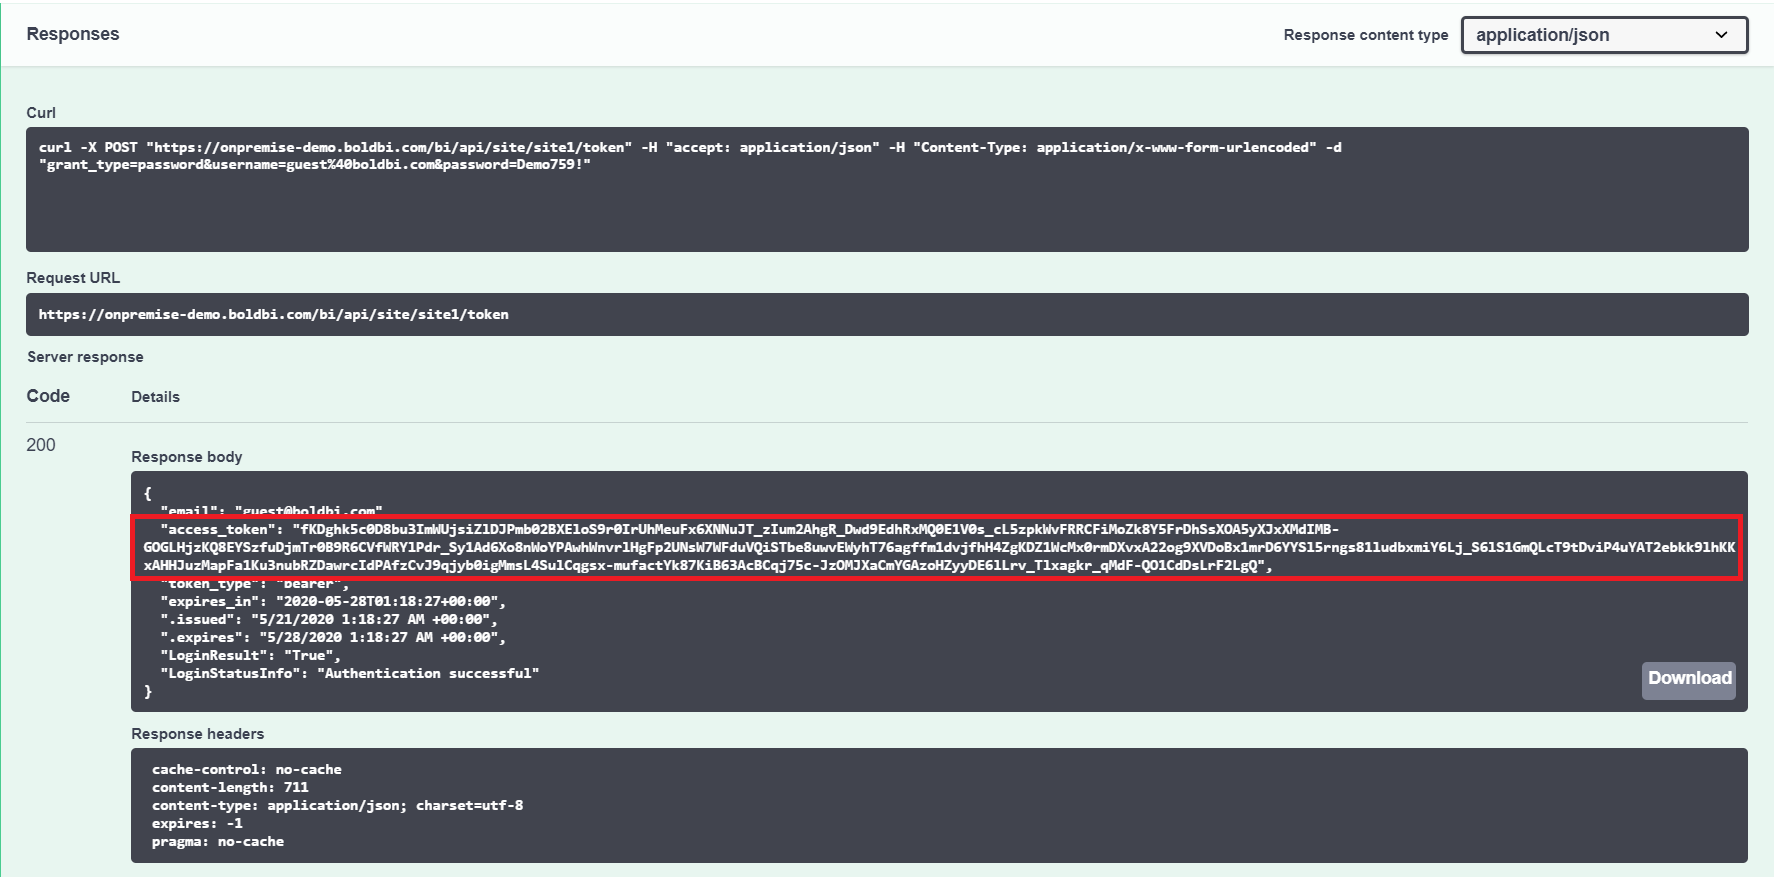 Responses
Response content type
application/json
Curl
curl -X POST "https://onpremise-demo.boldbi.com/bi/api/site/site1/token" -H "accept: application/json" -H "Content-Type: application/x-www-form-urlencoded" -d
"grant_type=password&username=guest%40boldbi.com&password=Demo759!"
Request URL
https://onpremise-demo.boldbi.com/bi/api/site/site1/token
Server response
Code
Details
200
Response body
{
"email": "guest@boldbi.com"
"access_token": "fKDghk5c0D8bu3ImWUjsiZlDJPmb02BXEloS9r0IrUhMeuFx6XNNuJT_zIum2AhgR_Dwd9EdhRxMQ0E1V0s_cL5zpkWvFRRCFiMoZk8Y5FrDhSsXOA5yXJxXMdIMB-
GOGLHjzKQ8EYSzfuDjmTr0B9R6CVfWRYlPdr_Sy1Ad6Xo8nWoYPAwhWnvrlHgFp2UNsW7WFduVQiSTbe8uwvEWyhT76agffm1dvjfhH4ZgKDZ1WcMx0rmDXvxA22og9XVDoBx1mrD6YYSl5rngs81ludbxmiY6Lj_S6lS1GmQLcT9tDviP4uYAT2ebkk9lhKK
xAHHJuzMapFa1Ku3nubRZDawrcIdPAfzCvJ9qjyb0igMmsL4SulCqgsx-mufactYk87KiB63AcBCqj75c-JzOMJXaCmYGAzoHZyyDE6lLrv_Tlxagkr_qMdF-QO1CdDsLrF2LgQ",
"token_type": "bearer",
"expires_in": "2020-05-28T01:18:27+00:00",
".issued": "5/21/2020 1:18:27 AM +00:00",
".expires": "5/28/2020 1:18:27 AM +00:00",
"LoginResult": "True",
"LoginStatusInfo": "Authentication successful"
}
Download
Response headers
cache-control: no-cache
content-length: 711
content-type: application/json; charset=utf-8
expires: -1
pragma: no-cache